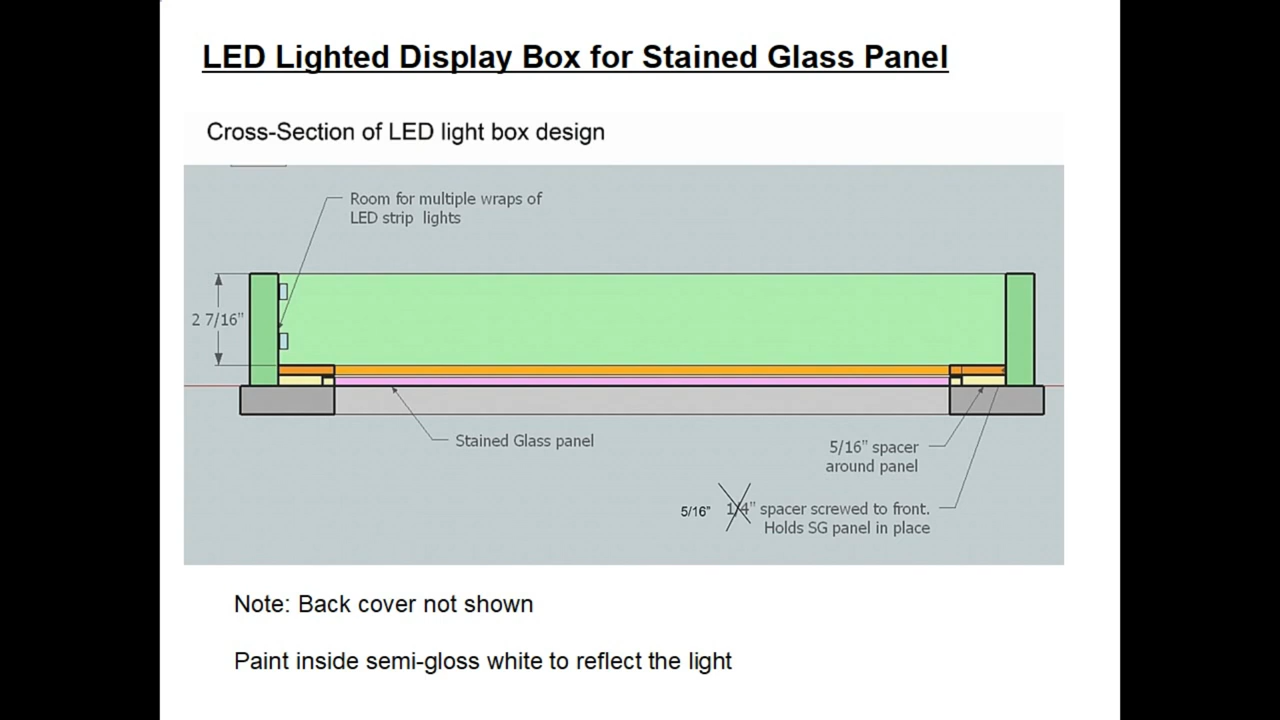 LED Lighted Display Box for Stained Glass Panel
Cross-Section of LED light box design
Room for multiple wraps of
LED strip lights
2 7/16"
Stained Glass panel
5/16" spacer
around panel
5/16" 1/4" spacer screwed to front.
Holds SG panel in place
Note: Back cover not shown
Paint inside semi-gloss white to reflect the light